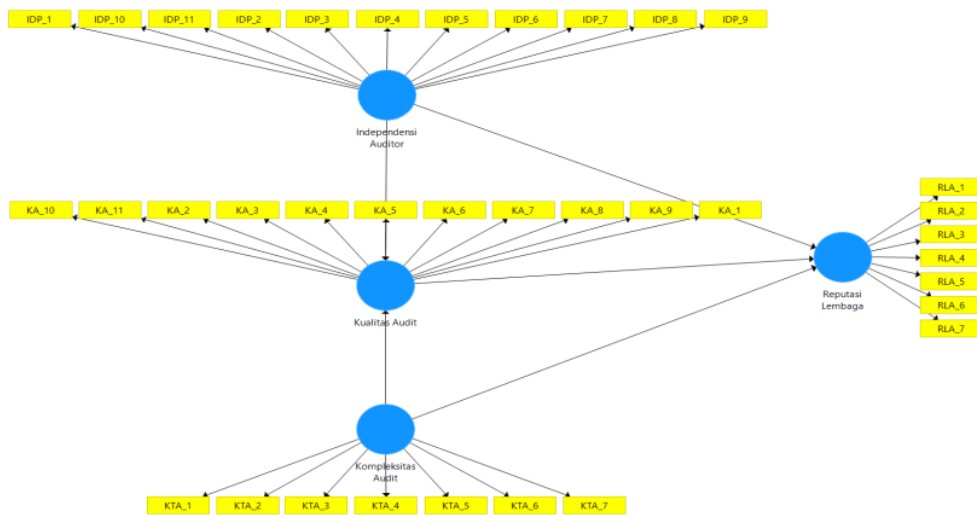 IDP_1 IDP_10 IDP_11 IDP_2 IDP_3 IDP_4 IDP_5 IDP_6 IDP_7 IDP_8 IDP_9
Independensi
Auditor
KA_10 KA_11 KA_2 KA_3 KA_4 KA_5 KA_6 KA_7 KA_8 KA_9 KA_1
Kualitas Audit
RLA_1
RLA_2
RLA_3
RLA_4
RLA_5
RLA_6
RLA_7
Reputasi
Lembaga
Kompleksitas
Audit
KTA_1 KTA_2 KTA_3 KTA_4 KTA_5 KTA_6 KTA_7